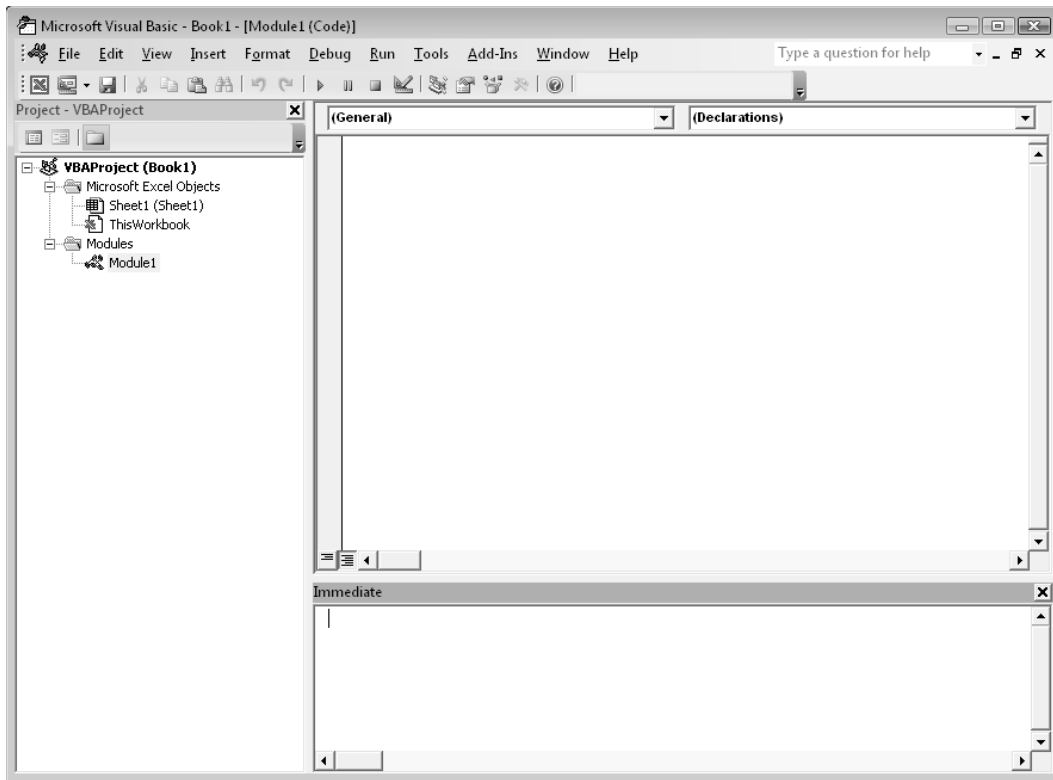 Microsoft Visual Basic - Book1 - [Module1 (Code)]
File Edit View Insert Format Debug Run Tools Add-Ins Window Help Type a question for help
Project - VBAProject
(General) (Declarations)
VBAProject (Book1)
Microsoft Excel Objects
Sheet1 (Sheet1)
ThisWorkbook
Modules
Module1
Immediate